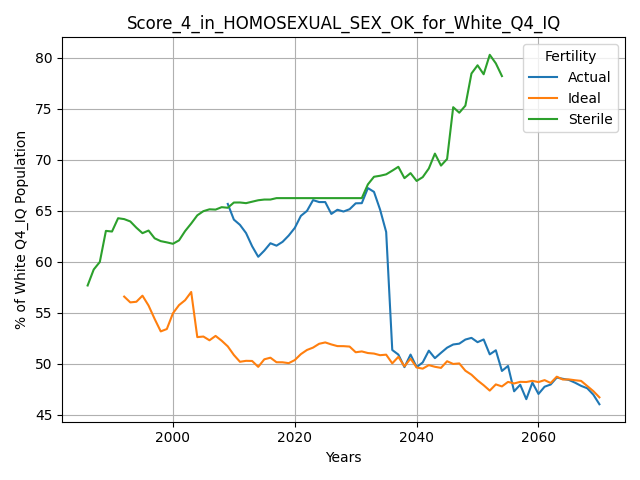 Score_4_in_HOMOSEXUAL_SEX_OK_for_White_Q4_IQ
% of White Q4_IQ Population
80
75
70
65
60
55
50
45
2000
2020
2040
2060
Years
Fertility
Actual
Ideal
Sterile